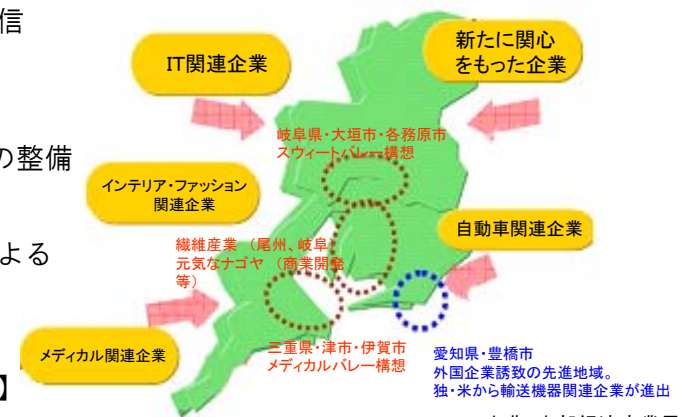 信
新たに関心
をもった企業
IT関連企業
岐阜県・大垣市・各務原市
スウィートバレー構想
の整備
インテリア・ファッション
関連企業
自動車関連企業
繊維産業 (尾州、岐阜)
元気なナゴヤ (商業開発
等)
よる
三重県・津市・伊賀市
メディカルバレー構想
メディカル関連企業
愛知県・豊橋市
外国企業誘致の先進地域。
独・米から輸送機器関連企業が進出
】